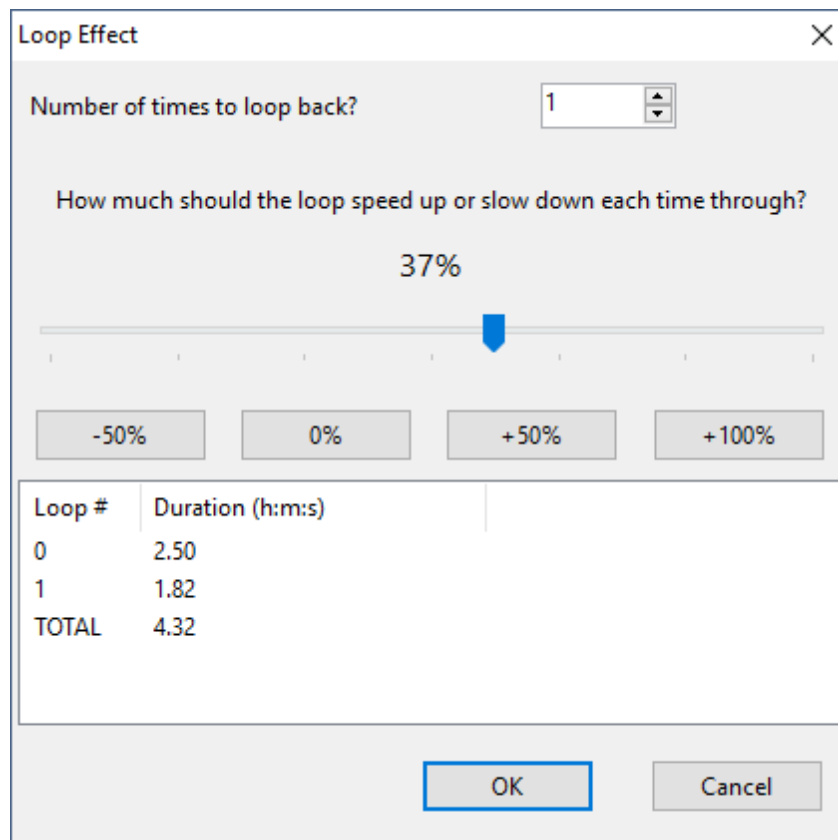 Loop Effect
Number of times to loop back? 1
How much should the loop speed up or slow down each time through?
37%
-50% 0% +50% +100%
Loop # Duration (h:m:s)
0 2.50
1 1.82
TOTAL 4.32
OK Cancel